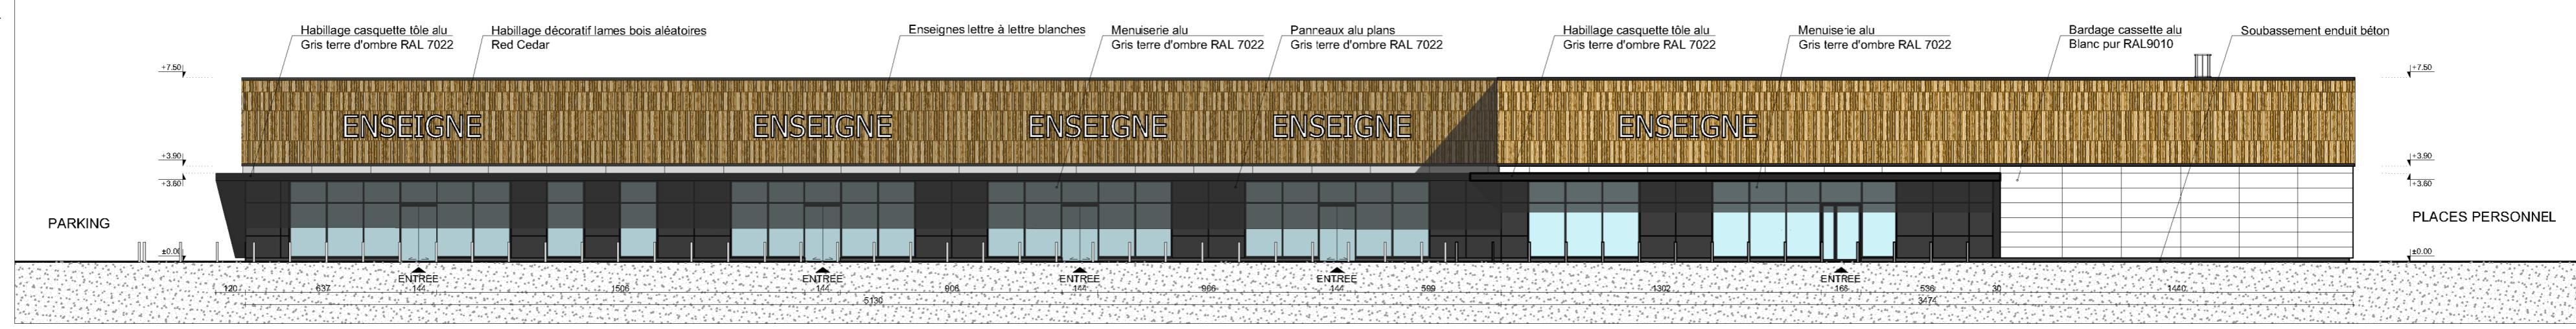 Habillage casquette tôle alu
Gris terre d'ombre RAL 7022
Habillage décoratif lames bois aléatoires
Red Cedar
Enseignes lettre à lettre blanches
Menuiserie alu
Gris terre d'ombre RAL 7022
Panneaux alu plans
Gris terre d'ombre RAL 7022
Habillage casquette tôle alu
Gris terre d'ombre RAL 7022
Menuiserie alu
Gris terre d'ombre RAL 7022
Bardage cassette alu
Blanc pur RAL9010
Soubassement enduit béton
+7.50
+7.50
ENSEIGNE
ENSEIGNE
ENSEIGNE
ENSEIGNE
ENSEIGNE
+3.90
+3.60
+3.90
+3.60
PARKING
PLACES PERSONNEL
±0.00
±0.00
ENTREE
ENTREE
ENTREE
ENTREE
ENTREE
120
637
144
1506
144
906
144
966
144
599
1302
166
536
30
1440
5130
3474